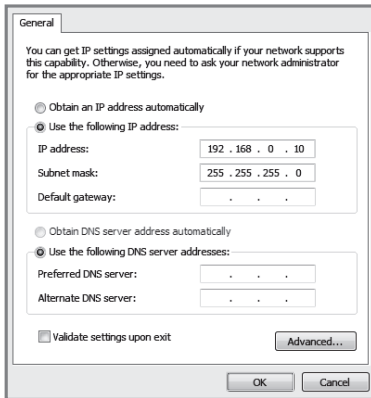 General
You can get IP settings assigned automatically if your network supports
this capability. Otherwise, you need to ask your network administrator
for the appropriate IP settings.
Obtain an IP address automatically
Use the following IP address:
IP address: 192 . 168 . 0 . 10
Subnet mask: 255 . 255 . 255 . 0
Default gateway: . . .
Obtain DNS server address automatically
Use the following DNS server addresses:
Preferred DNS server: . . .
Alternate DNS server: . . .
Validate settings upon exit
Advanced...
OK Cancel